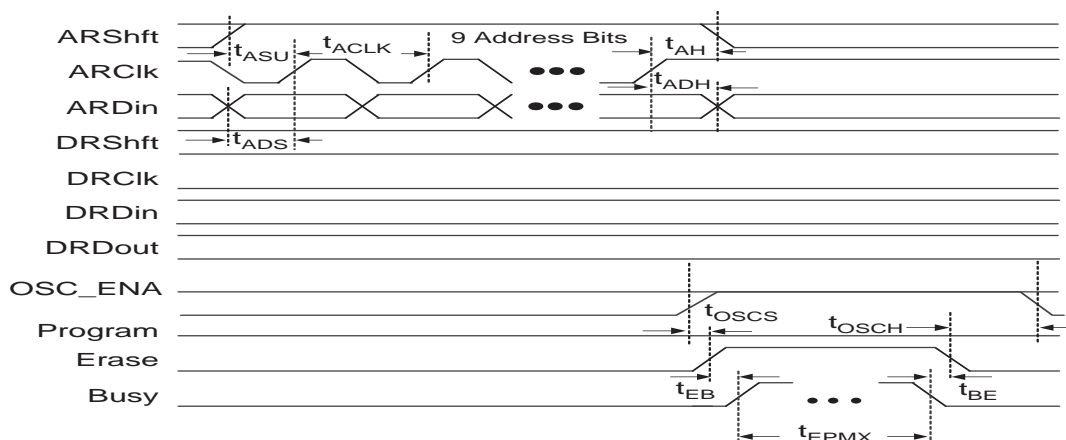 ARShft
tASU
tACLK
9 Address Bits
tAH
ARClk
tADH
ARDin
tADS
DRShft
DRClk
DRDin
DRDout
OSC_ENA
tOSCS
tOSCH
Program
Erase
tEB
tBE
Busy
tEPMX